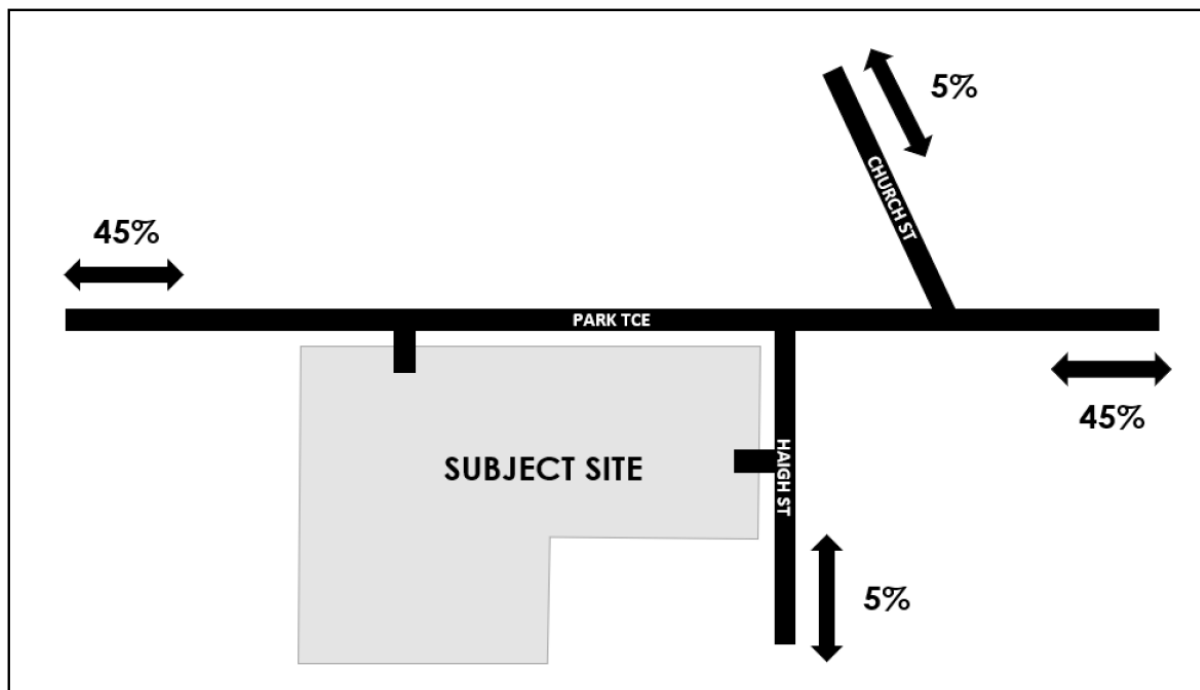 5%
CHURCH ST
45%
PARK TCE
45%
SUBJECT SITE
HAIGH ST
5%